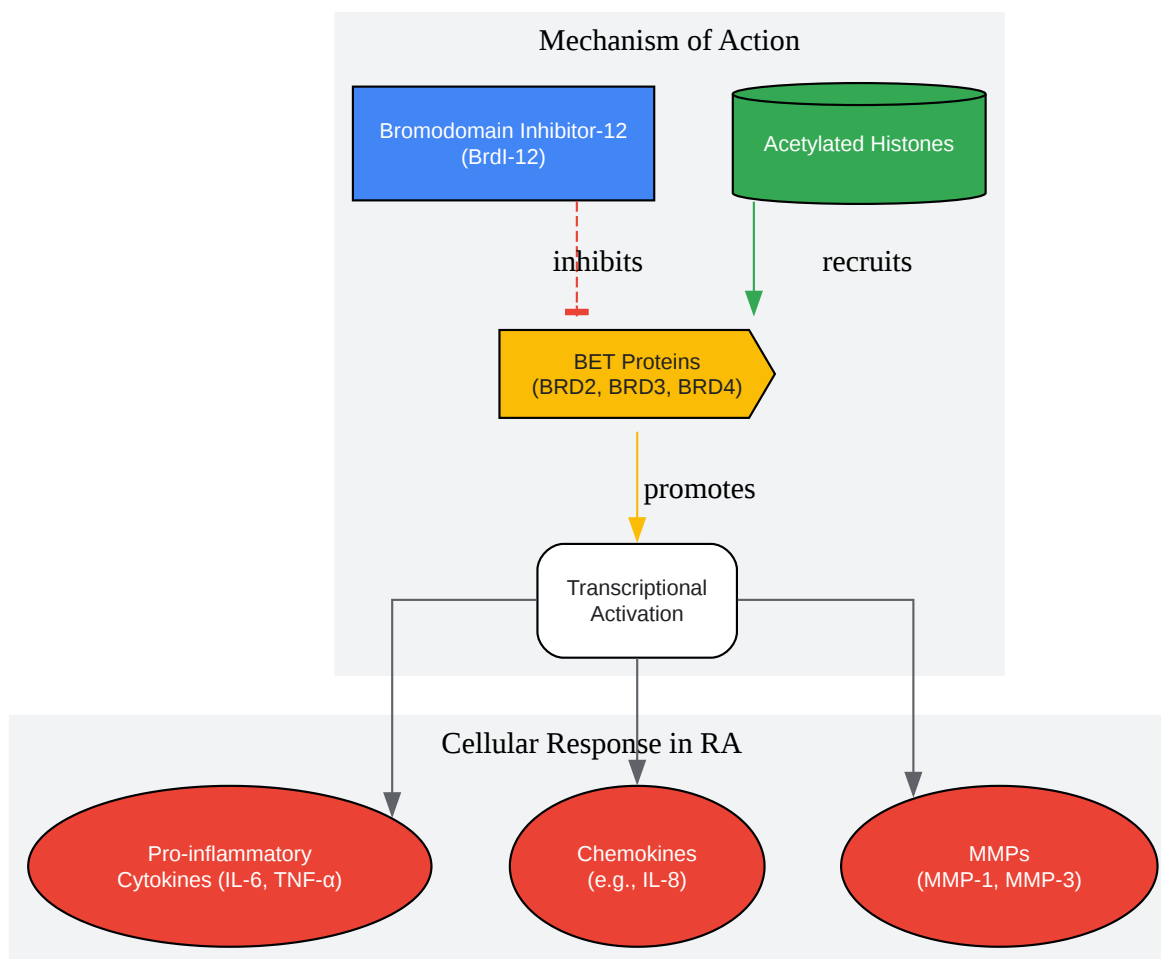 Mechanism of Action
Bromodomain Inhibitor-12
(BrdI-12)
Acetylated Histones
inhibits
recruits
BET Proteins
(BRD2, BRD3, BRD4)
promotes
Transcriptional
Activation
Cellular Response in RA
Pro-inflammatory
Cytokines (IL-6, TNF-α)
Chemokines
(e.g., IL-8)
MMPs
(MMP-1, MMP-3)